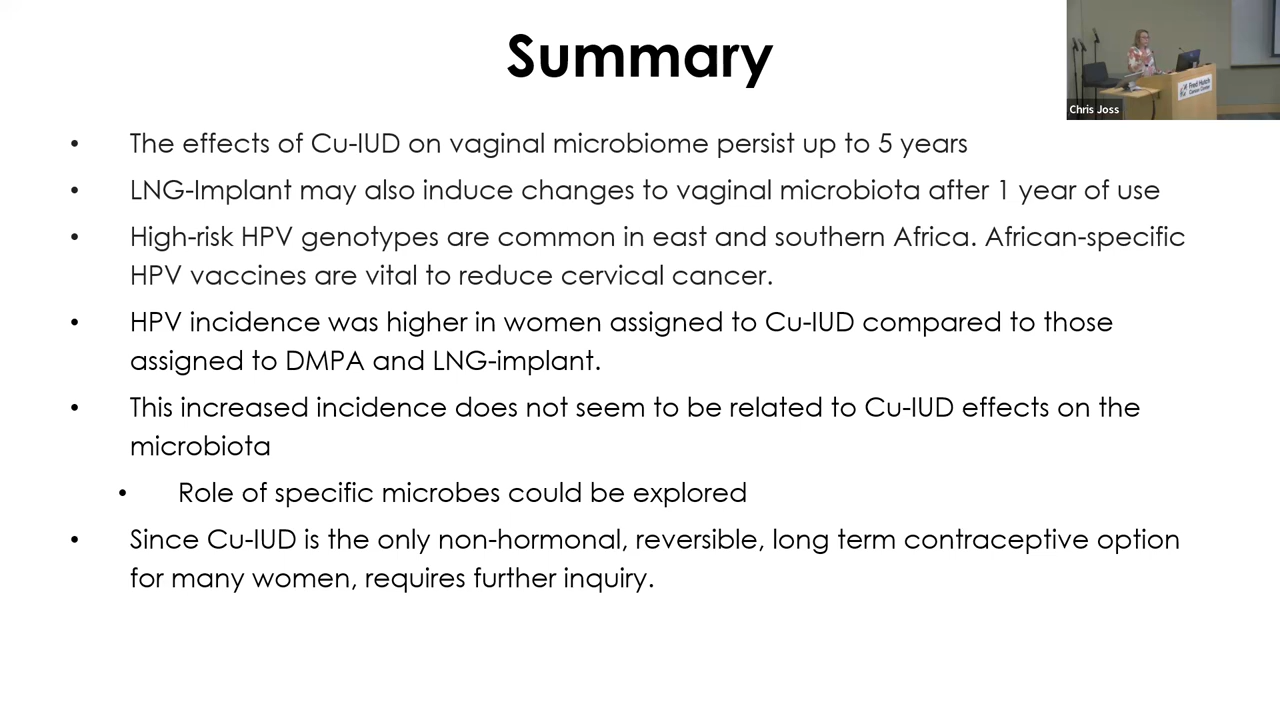 Summary
Chris Joss
Fred Hutch
Cancer Center
• The effects of Cu-IUD on vaginal microbiome persist up to 5 years
• LNG-Implant may also induce changes to vaginal microbiota after 1 year of use
• High-risk HPV genotypes are common in east and southern Africa. African-specific
HPV vaccines are vital to reduce cervical cancer.
• HPV incidence was higher in women assigned to Cu-IUD compared to those
assigned to DMPA and LNG-implant.
• This increased incidence does not seem to be related to Cu-IUD effects on the
microbiota
• Role of specific microbes could be explored
• Since Cu-IUD is the only non-hormonal, reversible, long term contraceptive option
for many women, requires further inquiry.